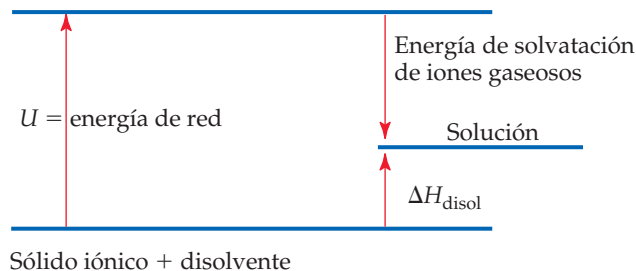 Energía de solvatación
de iones gaseosos
U = energía de red
Solución
ΔHdisol
Sólido iónico + disolvente